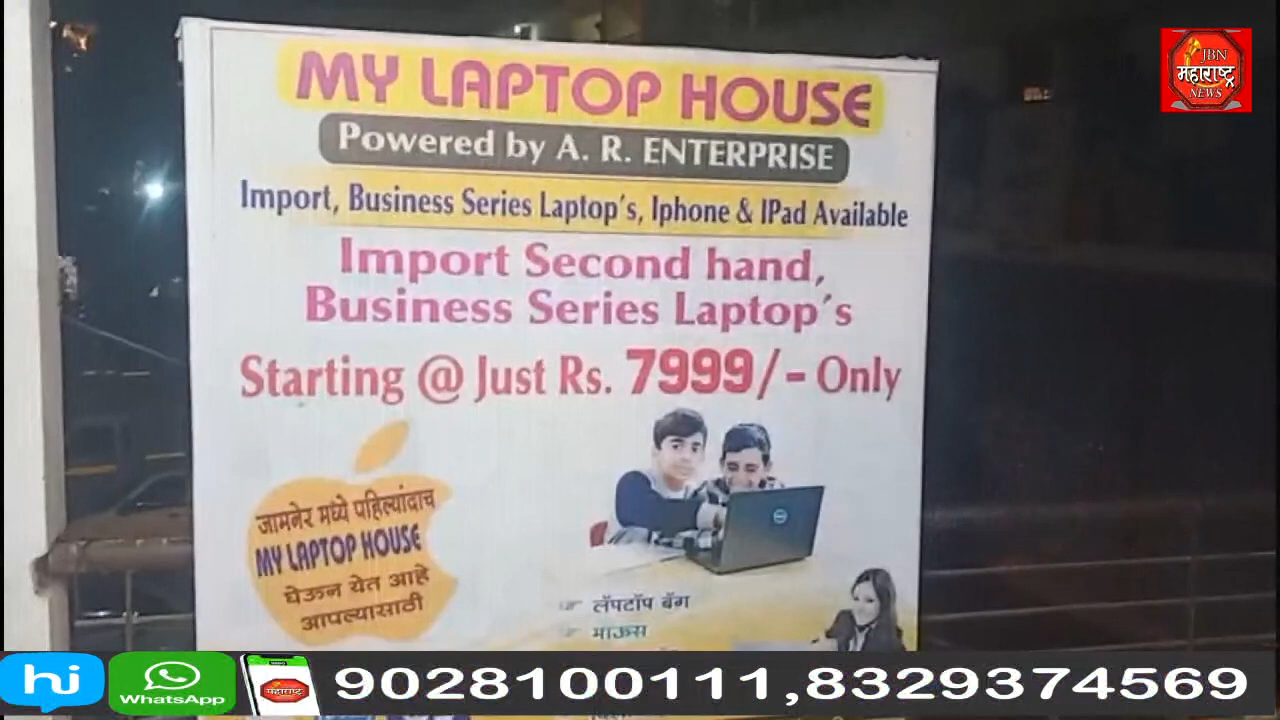 MY LAPTOP HOUSE
Powered by A. R. ENTERPRISE
Import, Business Series Laptop's, Iphone & IPad Available
Import Second hand,
Business Series Laptop's
Starting @ Just Rs. 7999/- Only
जामनेर मध्ये पहिल्यांदाच
MY LAPTOP HOUSE
घेऊन येत आहे
आपल्यासाठी
लॅपटॉप बॅग
माऊस
JBN
महाराष्ट्र
NEWS
hi
WhatsApp
महाराष्ट्र
9028100111,8329374569